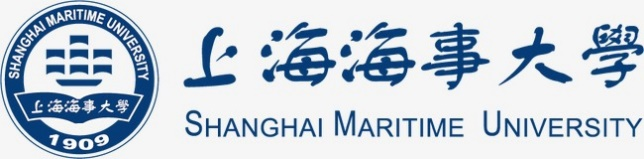 SHANGHAI MARITIME UNIVERSITY
上海海事大學
1909
上海海事大學
SHANGHAI MARITIME UNIVERSITY